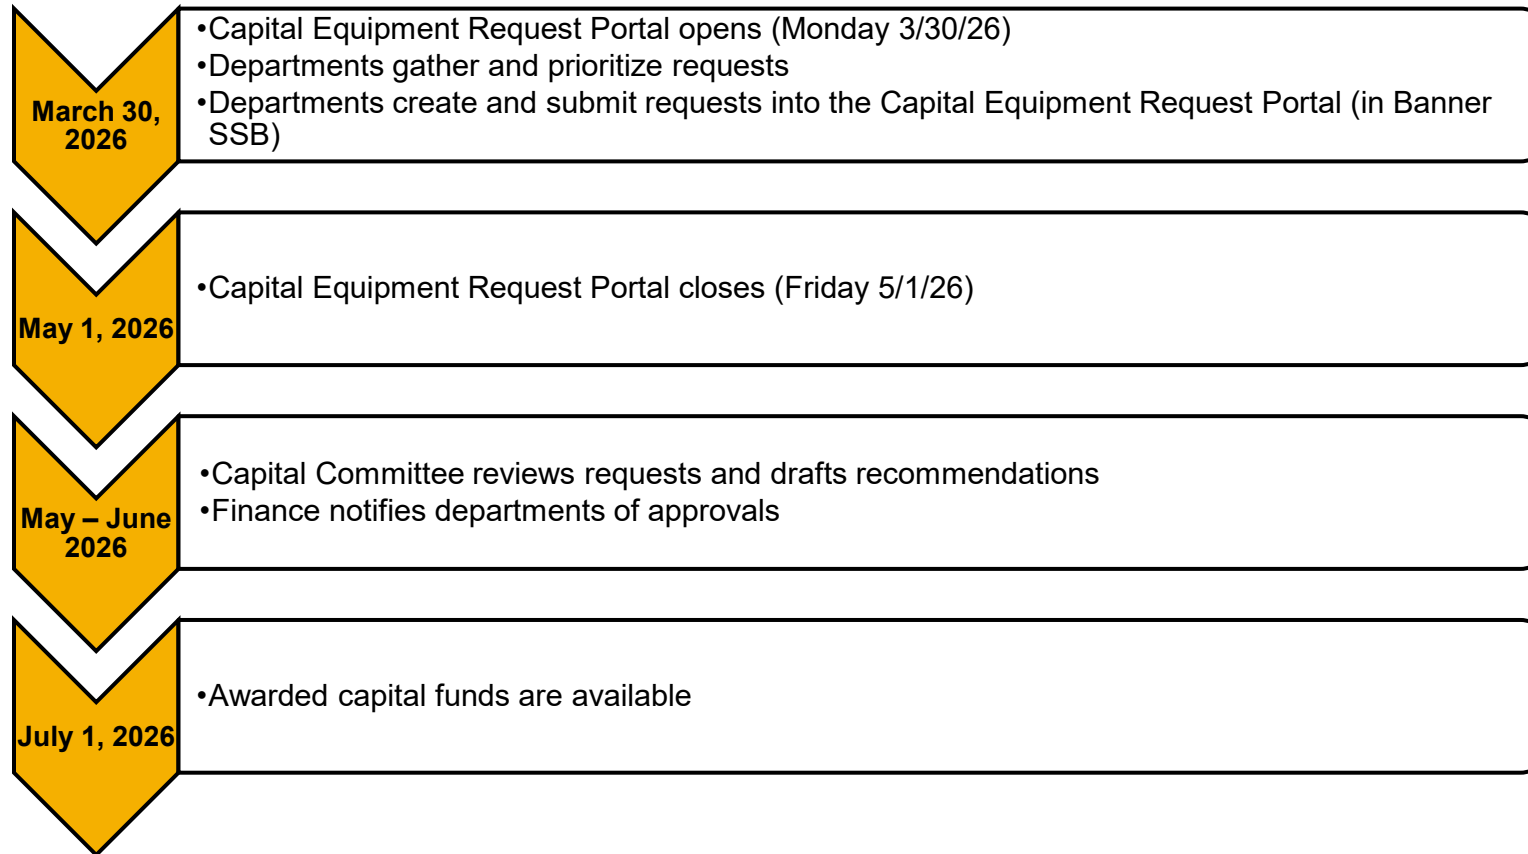 March 30,
2026
•Capital Equipment Request Portal opens (Monday 3/30/26)
•Departments gather and prioritize requests
•Departments create and submit requests into the Capital Equipment Request Portal (in Banner
SSB)
May 1, 2026
•Capital Equipment Request Portal closes (Friday 5/1/26)
May – June
2026
•Capital Committee reviews requests and drafts recommendations
•Finance notifies departments of approvals
July 1, 2026
•Awarded capital funds are available